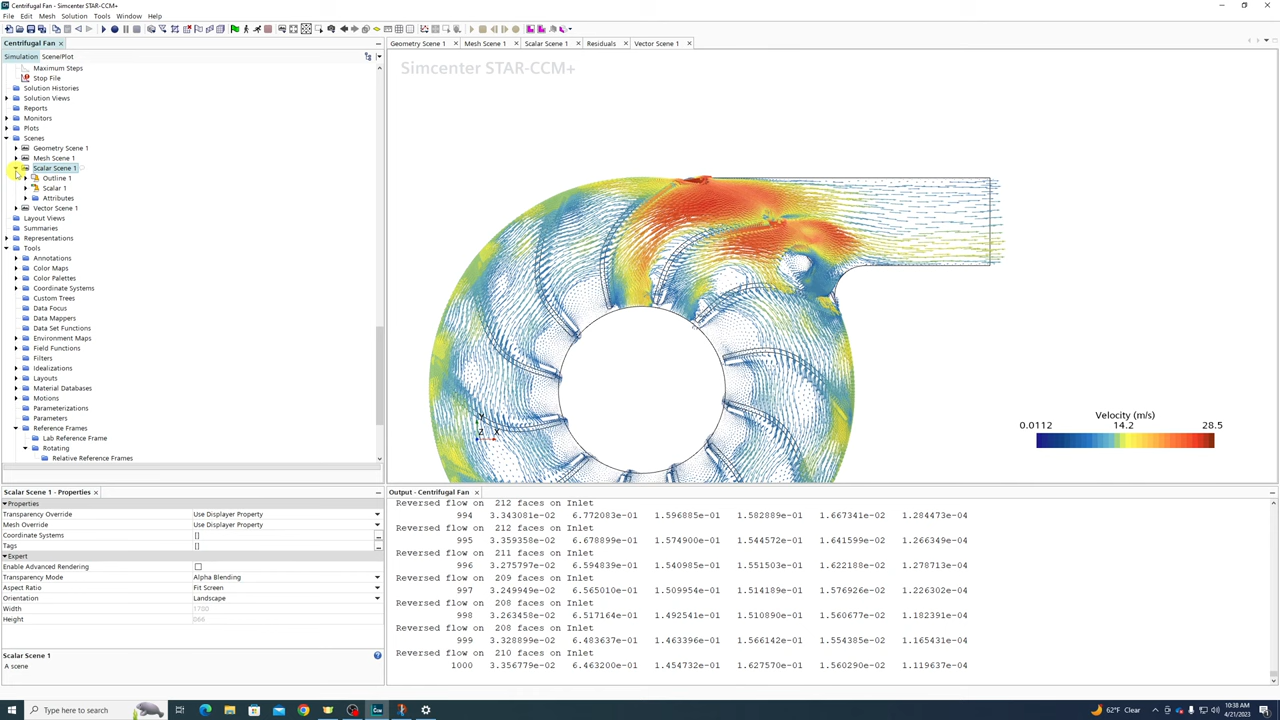 Centrifugal Fan - Simcenter STAR-CCM+
File Edit Mesh Solution Tools Window Help
Centrifugal Fan
Geometry Scene 1 Mesh Scene 1 Scalar Scene 1 Residuals Vector Scene 1
Simulation Scene/Plot
Simcenter STAR-CCM+
Maximum Steps
Stop File
Solution Histories
Solution Views
Reports
Monitors
Plots
Scenes
Geometry Scene 1
Mesh Scene 1
Scalar Scene 1
Outline 1
Scalar 1
Attributes
Vector Scene 1
Layout Views
Summaries
Representations
Tools
Annotations
Color Maps
Color Palettes
Coordinate Systems
Custom Trees
Data Focus
Data Mappers
Data Set Functions
Environment Maps
Field Functions
Filters
Idealizations
Layouts
Material Databases
Motions
Parameterizations
Parameters
Reference Frames
Lab Reference Frame
Rotating
Relative Reference Frames
Y
Z X
Velocity (m/s)
0.0112 14.2 28.5
Scalar Scene 1 - Properties
Properties
Transparency Override Use Displayer Property
Mesh Override Use Displayer Property
Coordinate Systems []
Tags []
Expert
Enable Advanced Rendering
Transparency Mode Alpha Blending
Aspect Ratio Fit Screen
Orientation Landscape
Width 1700
Height 066
Scalar Scene 1
A scene
Output - Centrifugal Fan
Reversed flow on 212 faces on Inlet
994 3.343081e-02 6.772083e-01 1.596685e-01 1.582889e-01 1.667341e-02 1.284473e-04
Reversed flow on 212 faces on Inlet
995 3.359358e-02 6.678899e-01 1.574900e-01 1.544572e-01 1.641599e-02 1.266349e-04
Reversed flow on 211 faces on Inlet
996 3.275797e-02 6.594839e-01 1.540985e-01 1.551503e-01 1.622188e-02 1.278713e-04
Reversed flow on 209 faces on Inlet
997 3.249949e-02 6.565010e-01 1.509954e-01 1.514189e-01 1.576926e-02 1.226302e-04
Reversed flow on 208 faces on Inlet
998 3.263458e-02 6.517164e-01 1.492541e-01 1.510890e-01 1.560677e-02 1.182391e-04
Reversed flow on 208 faces on Inlet
999 3.328899e-02 6.483637e-01 1.463396e-01 1.566142e-01 1.554385e-02 1.165431e-04
Reversed flow on 210 faces on Inlet
1000 3.356779e-02 6.463200e-01 1.454732e-01 1.627570e-01 1.560290e-02 1.119637e-04
Type here to search
62°F Clear
10:38 AM
4/21/2023